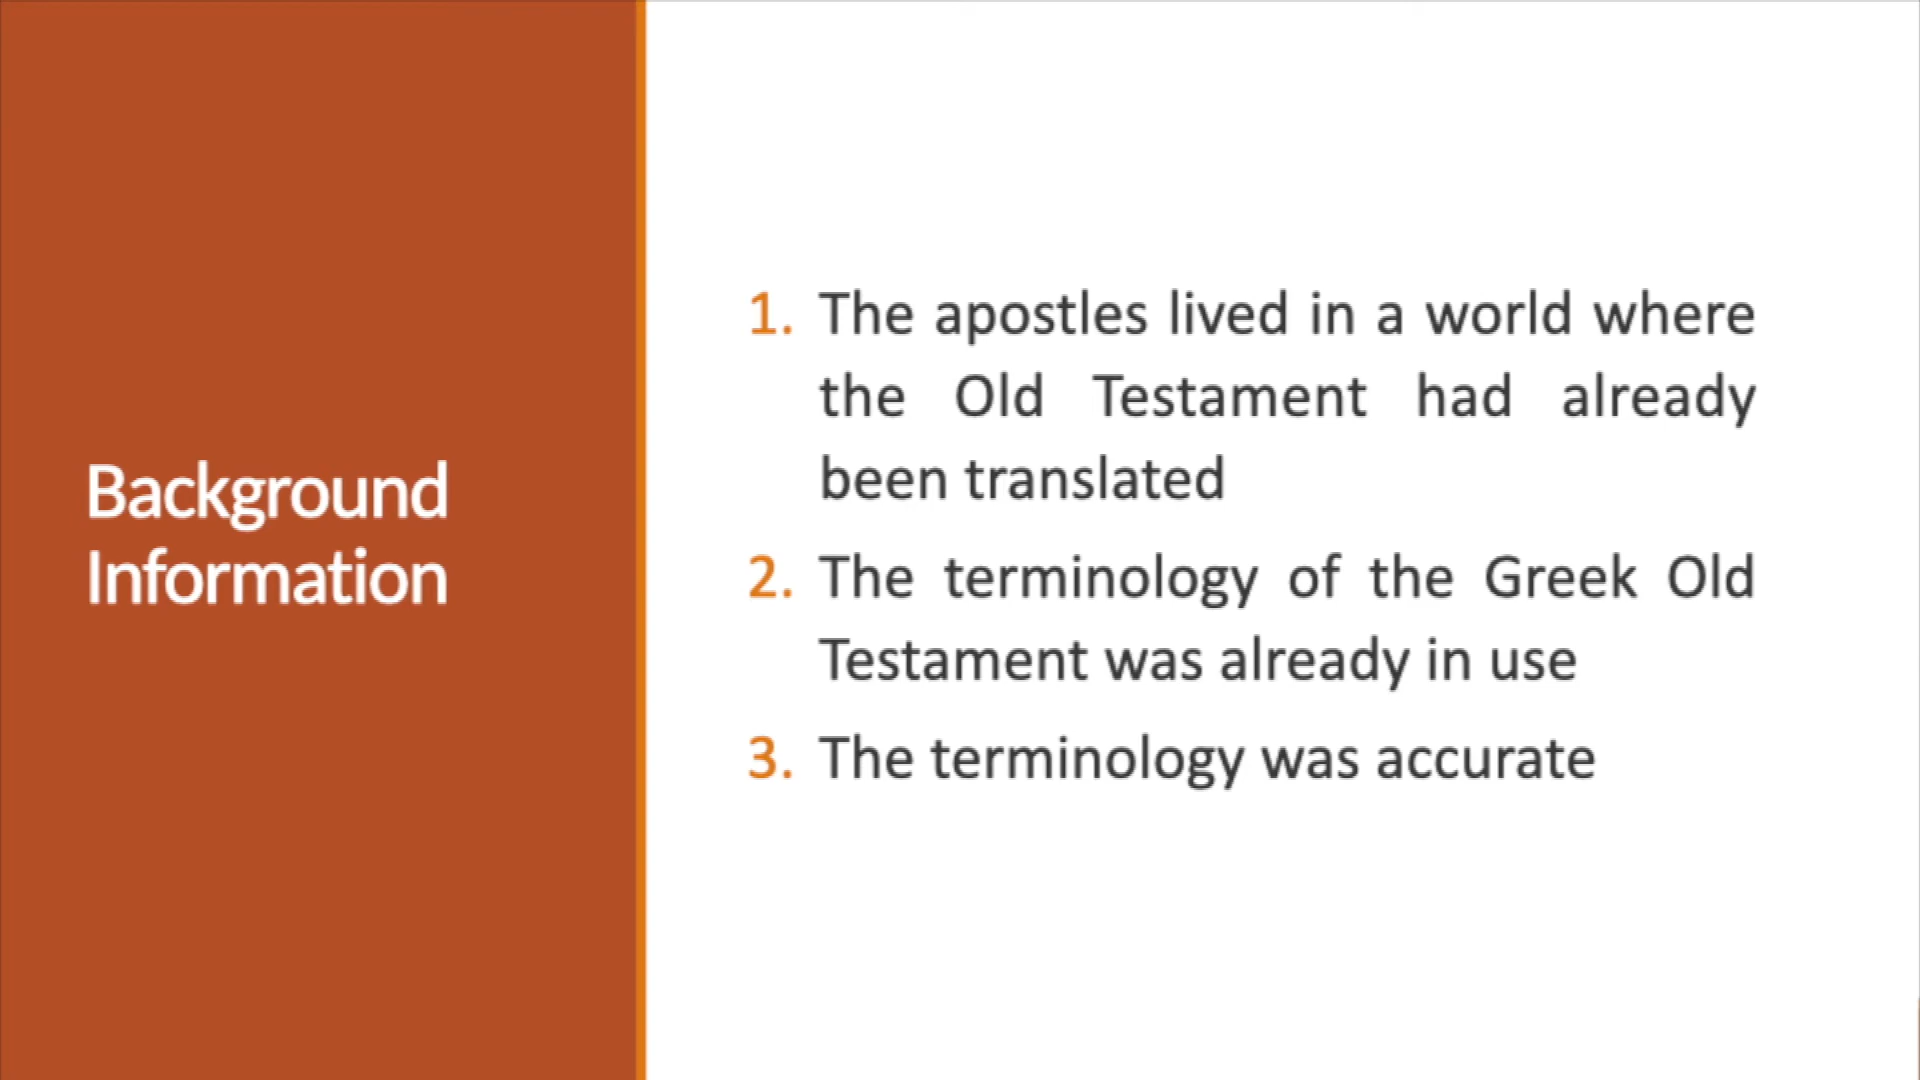 Background
Information
1. The apostles lived in a world where
the Old Testament had already
been translated
2. The terminology of the Greek Old
Testament was already in use
3. The terminology was accurate